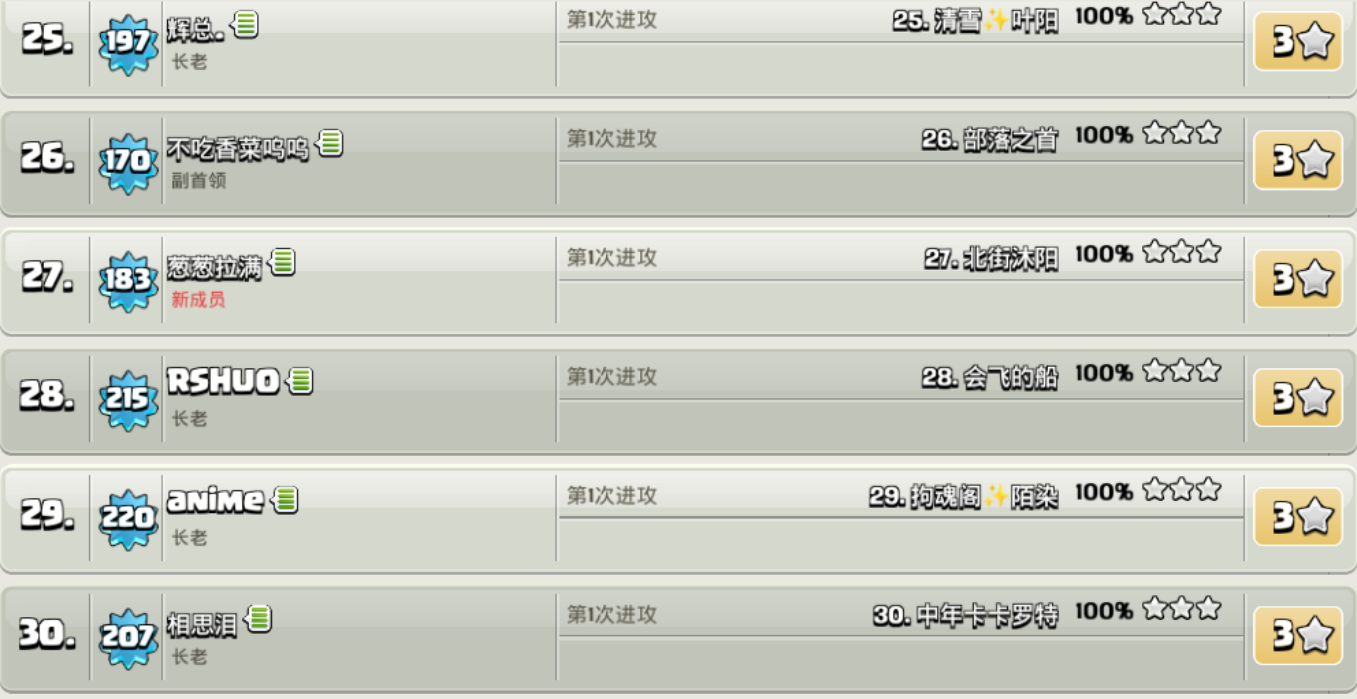 25. 197 辉总. 第1次进攻 25. 清雪✨叶阳 100% 3
长老
26. 170 不吃香菜呜呜 第1次进攻 26. 部落之首 100% 3
副首领
27. 183 葱葱拉满 第1次进攻 27. 北街沐阳 100% 3
新成员
28. 215 RSHUO 第1次进攻 28. 会飞的船 100% 3
长老
29. 220 anime 第1次进攻 29. 拘魂阁✨陌染 100% 3
长老
30. 207 相思泪 第1次进攻 30. 中年卡卡罗特 100% 3
长老